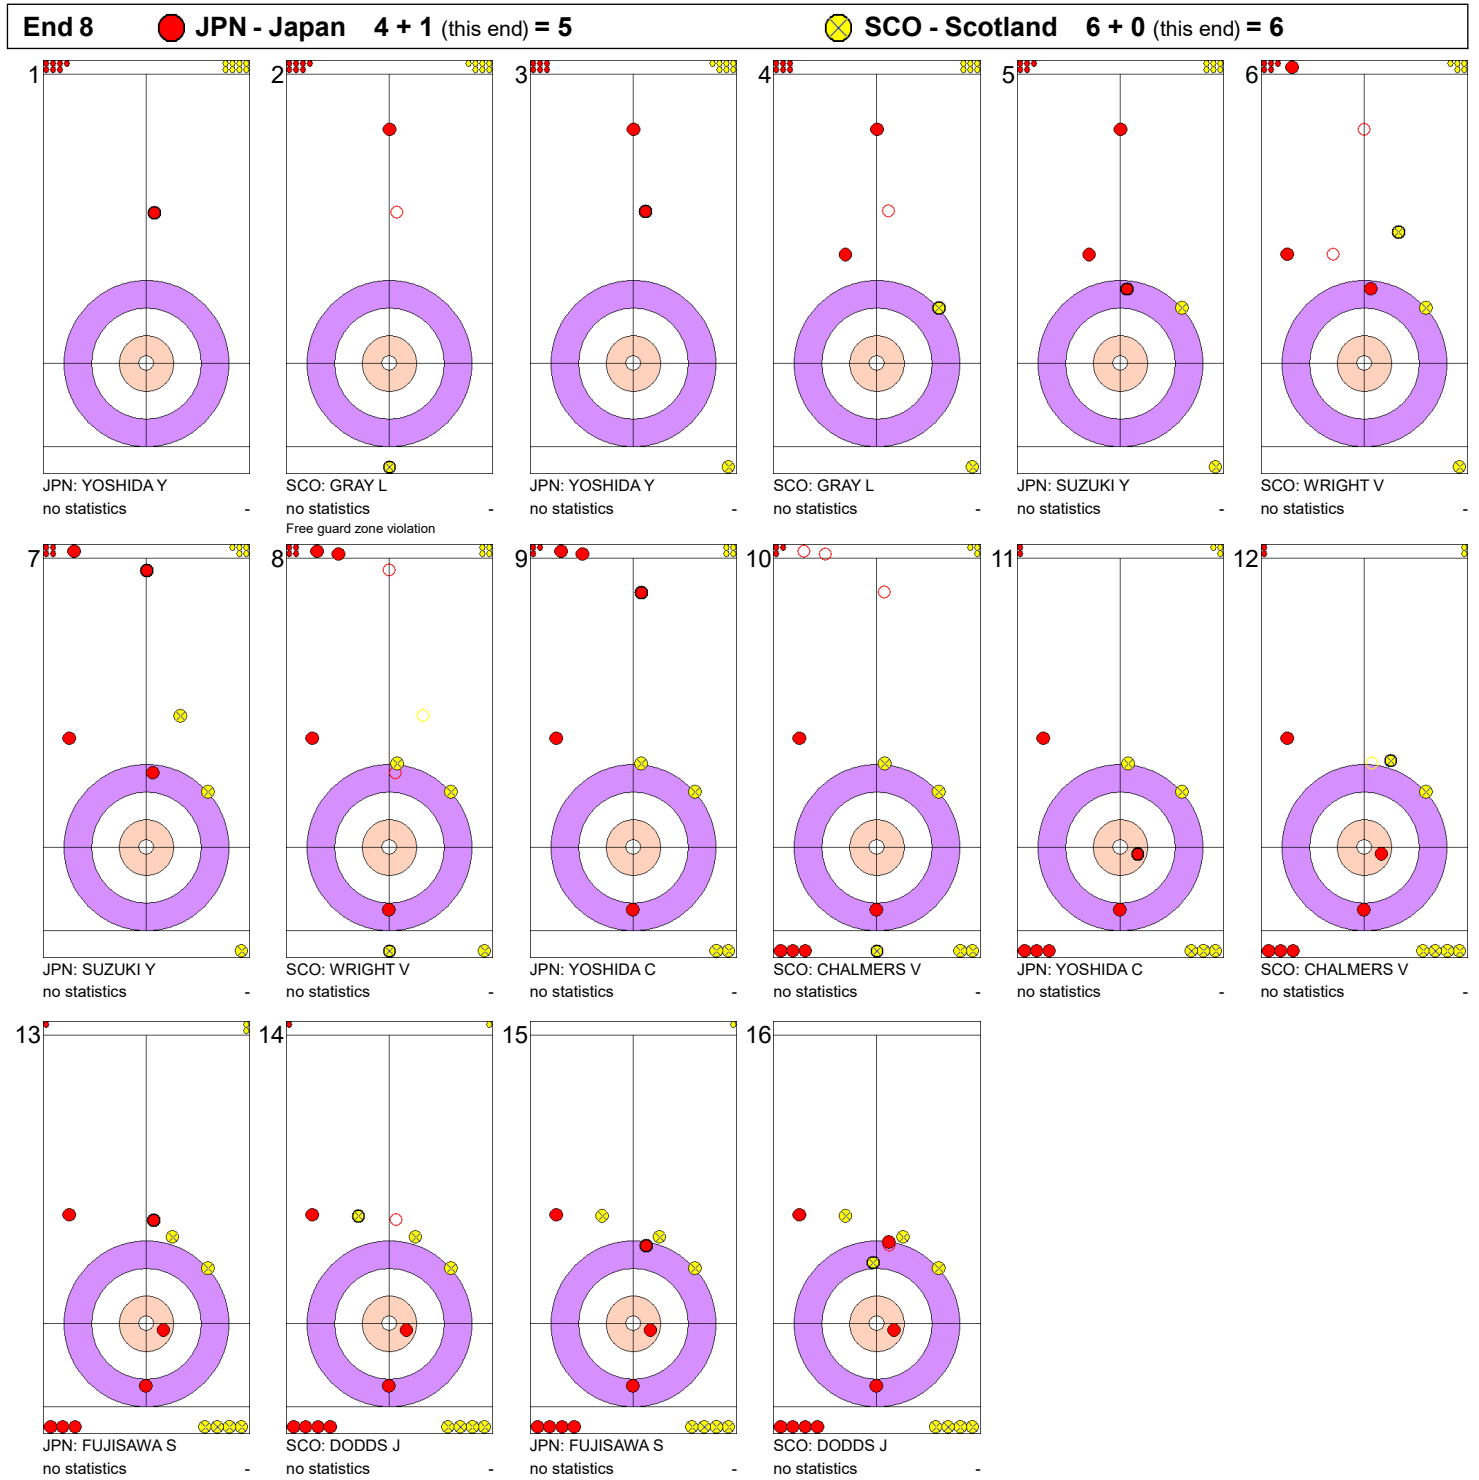 End 8 JPN - Japan 4 + 1 (this end) = 5 SCO - Scotland 6 + 0 (this end) = 6
1 2 3 4 5 6
JPN: YOSHIDA Y SCO: GRAY L JPN: YOSHIDA Y SCO: GRAY L JPN: SUZUKI Y SCO: WRIGHT V
no statistics - no statistics - no statistics - no statistics - no statistics - no statistics -
Free guard zone violation
7 8 9 10 11 12
JPN: SUZUKI Y SCO: WRIGHT V JPN: YOSHIDA C SCO: CHALMERS V JPN: YOSHIDA C SCO: CHALMERS V
no statistics - no statistics - no statistics - no statistics - no statistics - no statistics -
13 14 15 16
JPN: FUJISAWA S SCO: DODDS J JPN: FUJISAWA S SCO: DODDS J
no statistics - no statistics - no statistics - no statistics -